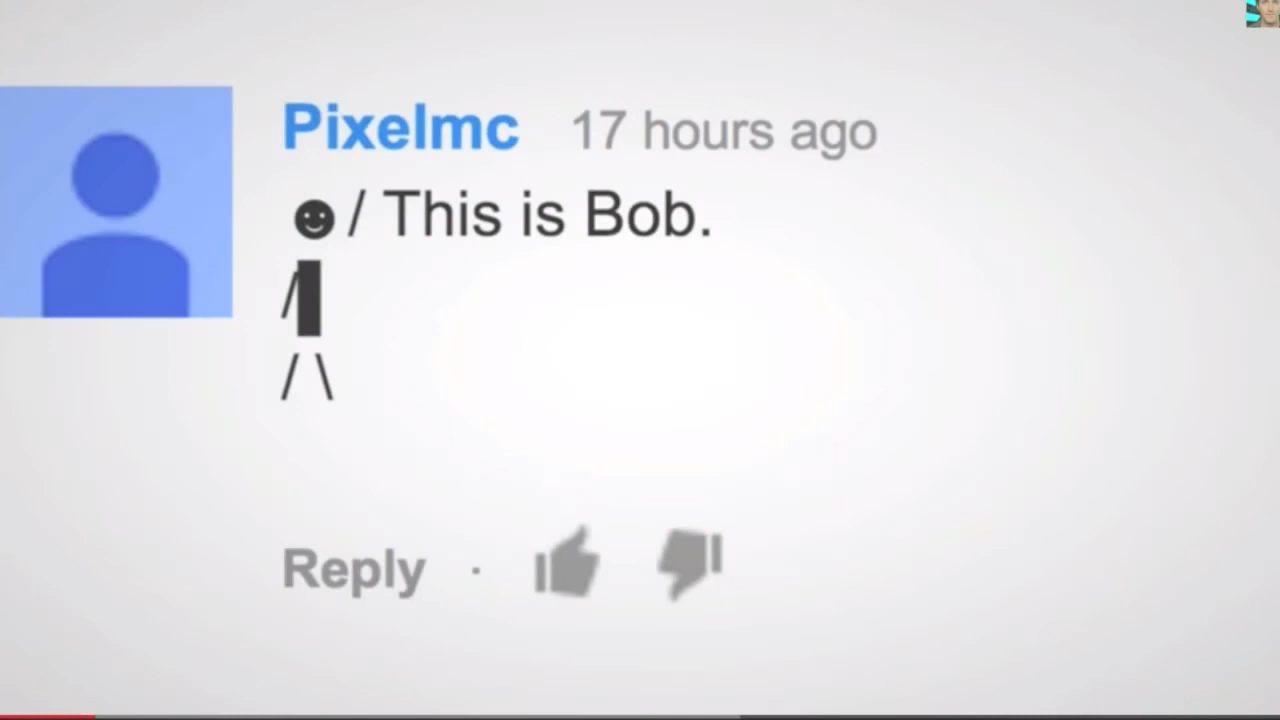 Pixelmc 17 hours ago
☻/ This is Bob.
/▌
/ \
Reply ·